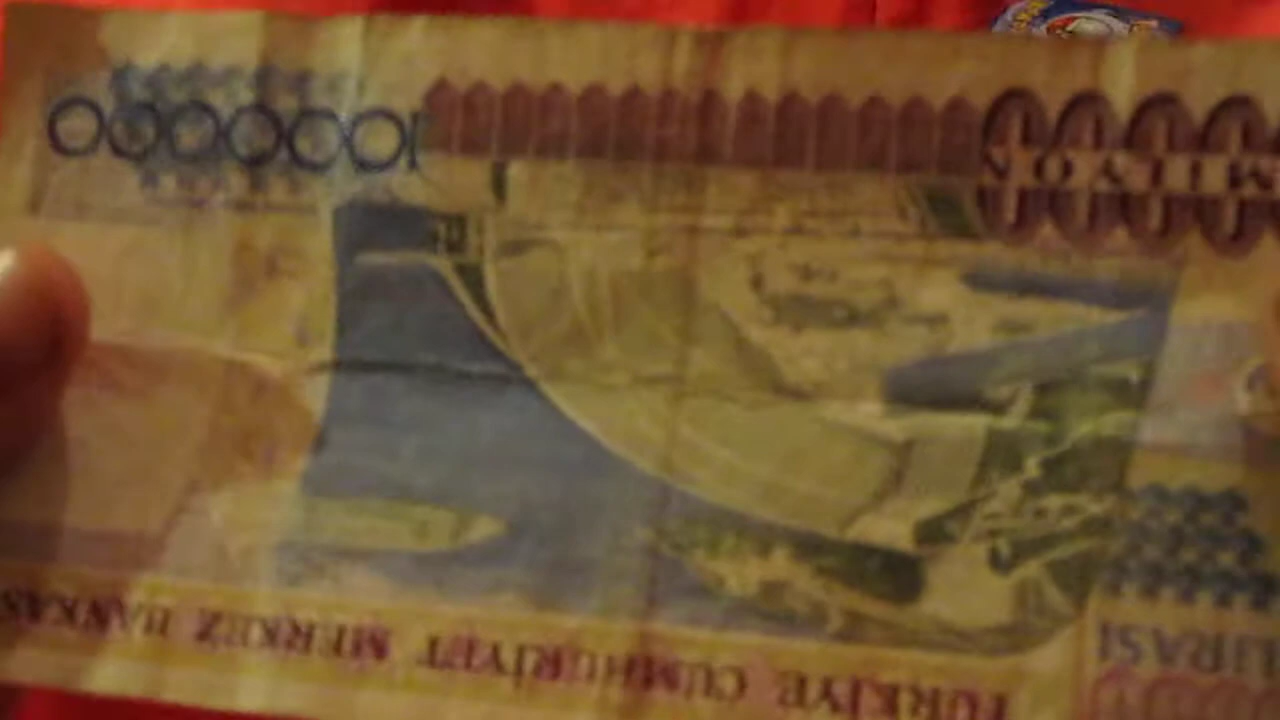 TÜRKİYE CUMHURİYET MERKEZ BANKAS
LİRASI
MİLYON
1000000